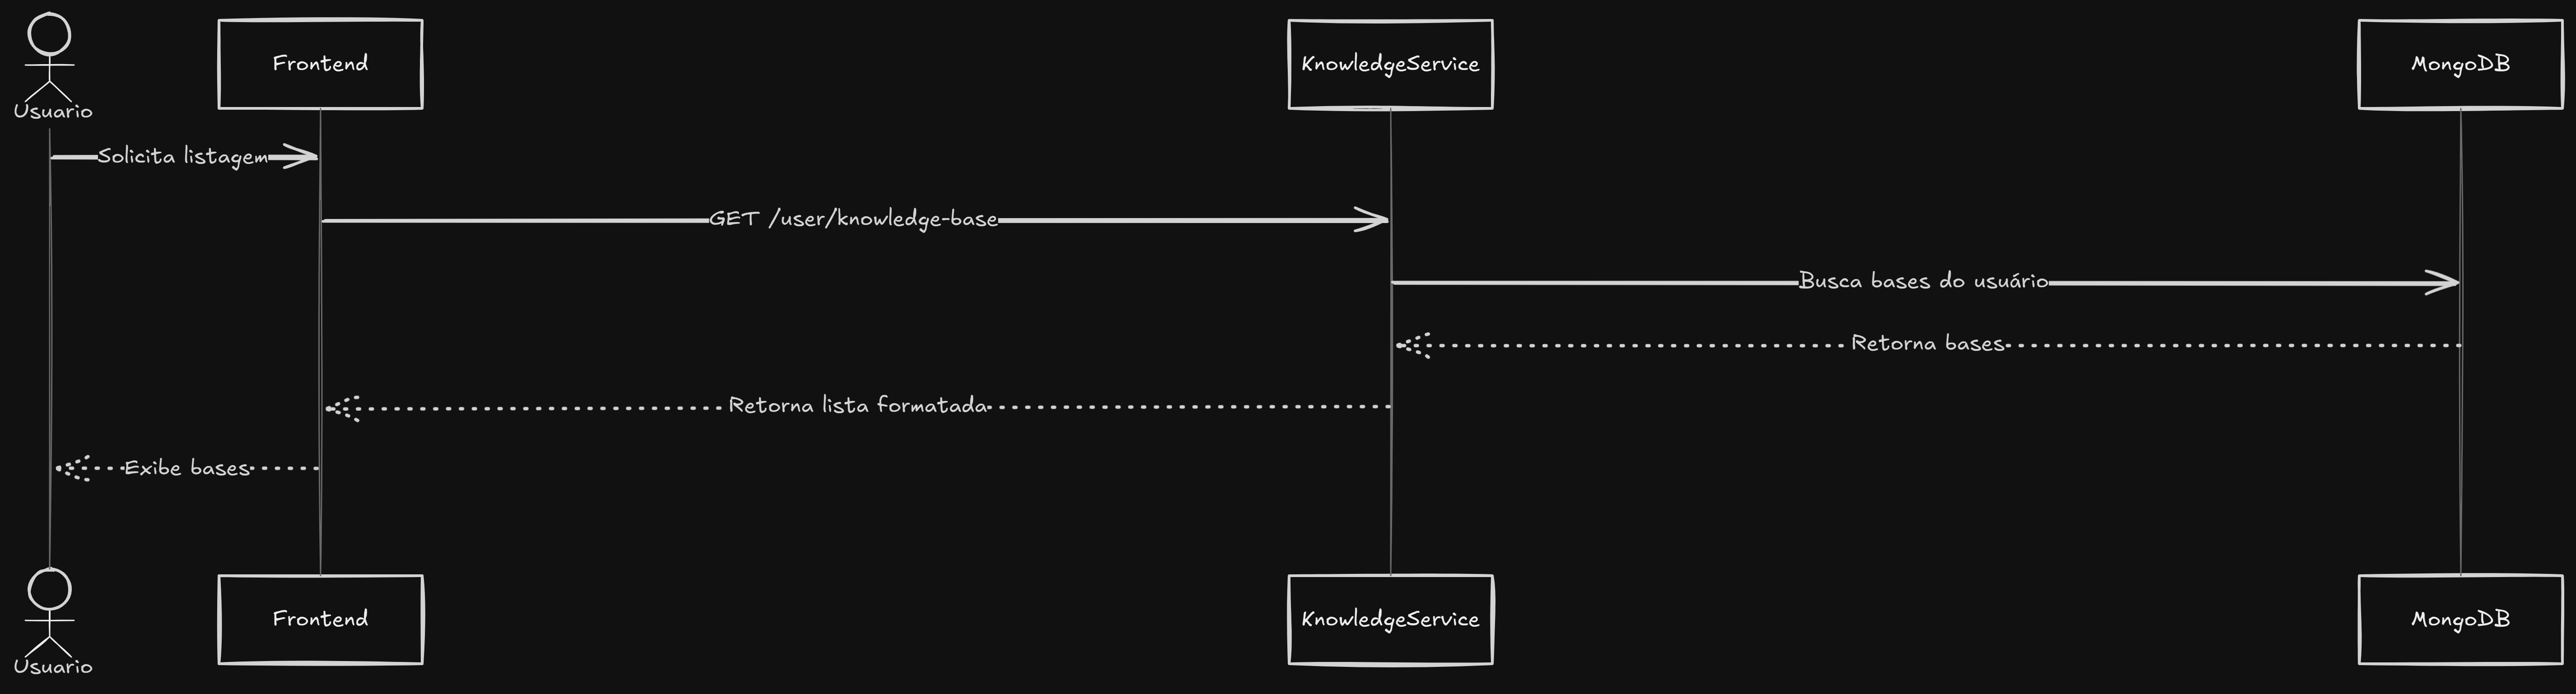 Usuario
Frontend
KnowledgeService
MongoDB
Solicita listagem
GET /user/knowledge-base
Busca bases do usuário
Retorna bases
Retorna lista formatada
Exibe bases
Usuario
Frontend
KnowledgeService
MongoDB